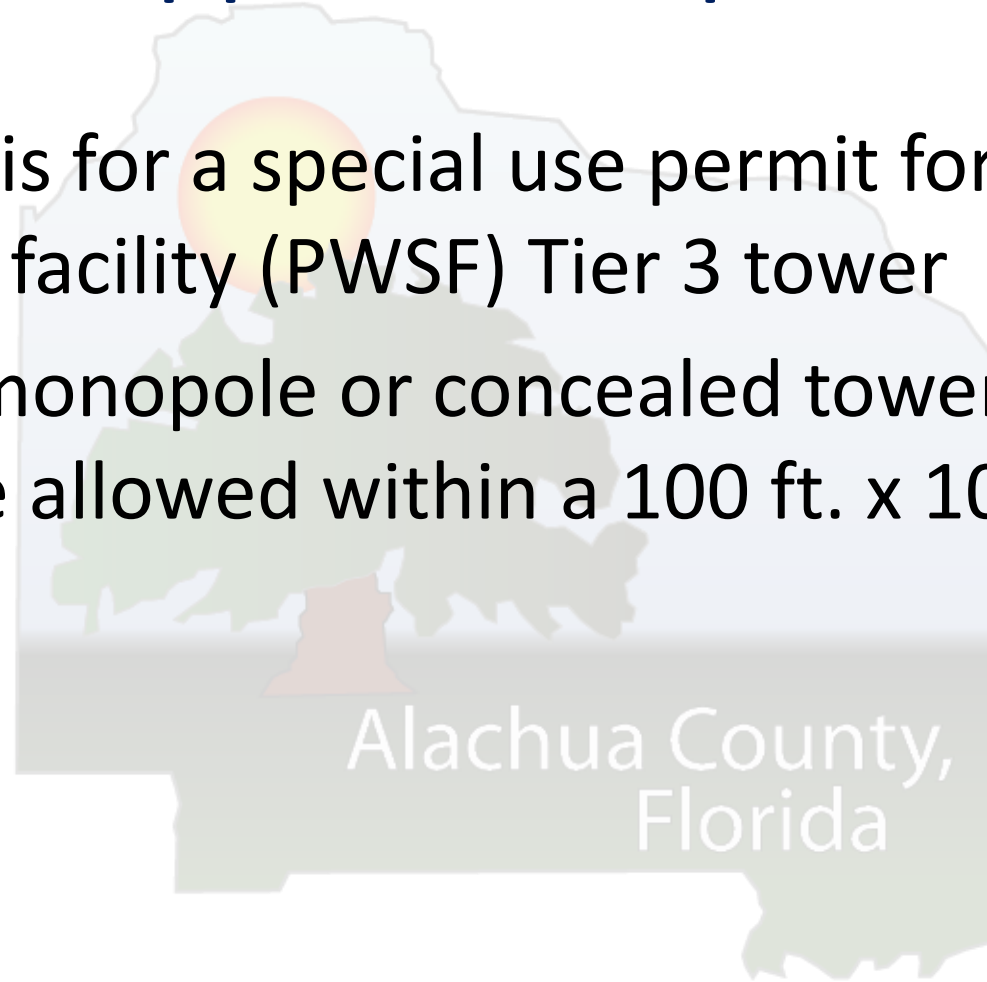 is for a special use permit for
facility (PWSF) Tier 3 tower
monopole or concealed tower
allowed within a 100 ft. x 10
Alachua County,
Florida